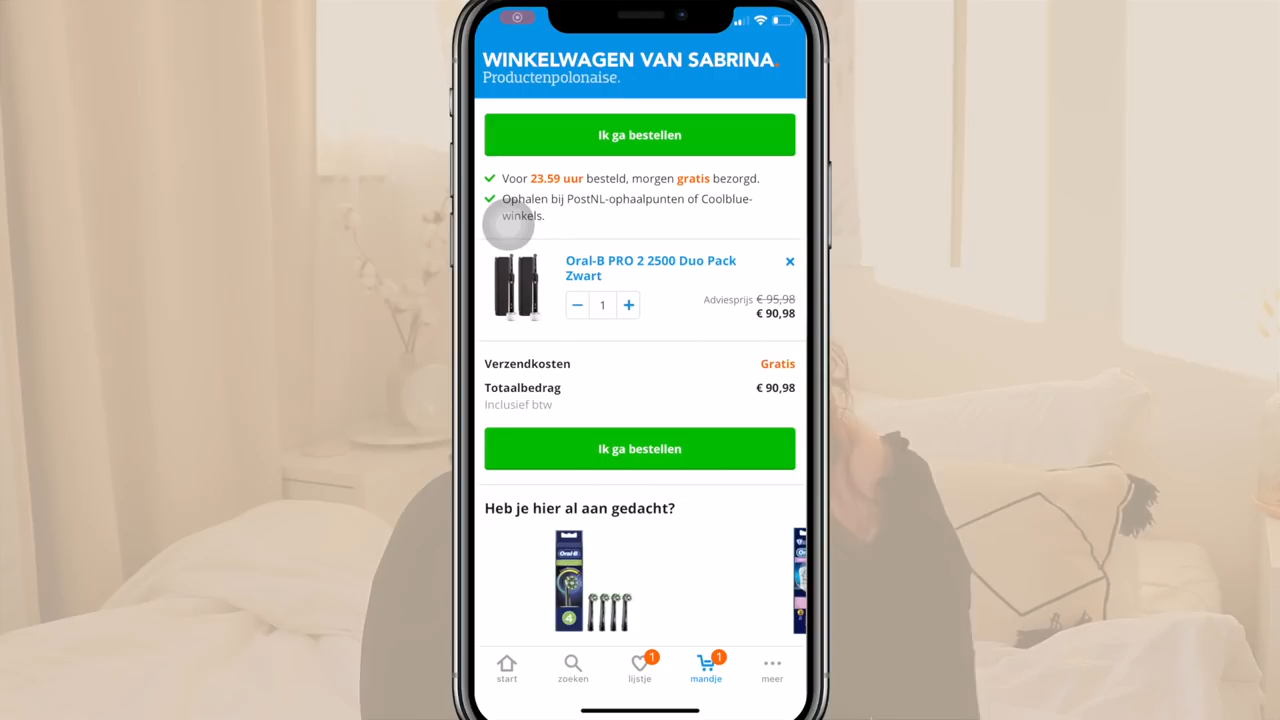 WINKELWAGEN VAN SABRINA.
Productenpolonaise.
Ik ga bestellen
Voor 23.59 uur besteld, morgen gratis bezorgd.
Ophalen bij PostNL-ophaalpunten of Coolblue-
winkels.
Oral-B PRO 2 2500 Duo Pack
Zwart
1
Adviesprijs € 95,98
€ 90,98
Verzendkosten Gratis
Totaalbedrag € 90,98
Inclusief btw
Ik ga bestellen
Heb je hier al aan gedacht?
Oral-B
4
1
1
start zoeken lijstje mandje meer